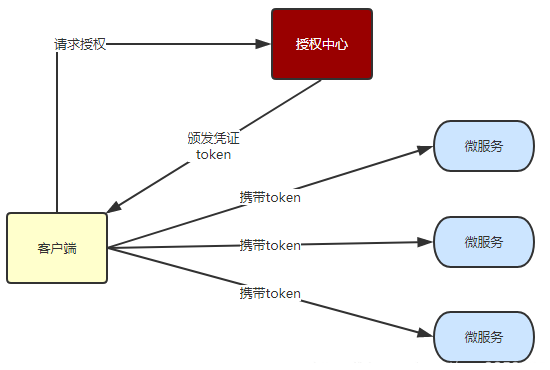 请求授权
授权中心
颁发凭证
token
微服务
携带token
客户端
携带token
微服务
携带token
微服务